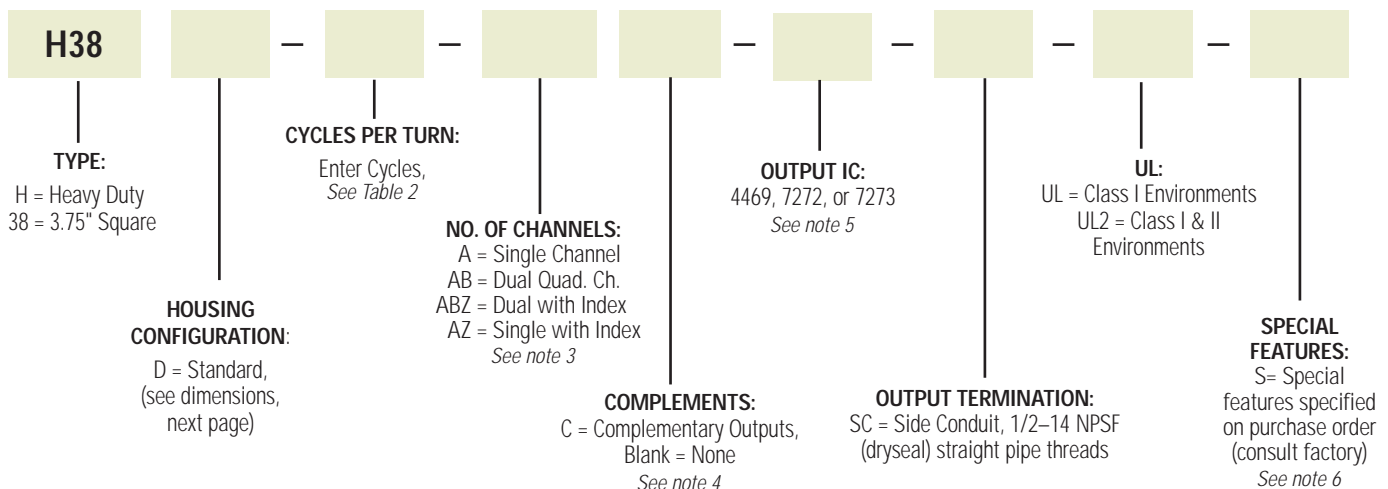 H38 – – – – – –
TYPE:
H = Heavy Duty
38 = 3.75" Square
HOUSING
CONFIGURATION:
D = Standard,
(see dimensions,
next page)
CYCLES PER TURN:
Enter Cycles,
See Table 2
NO. OF CHANNELS:
A = Single Channel
AB = Dual Quad. Ch.
ABZ = Dual with Index
AZ = Single with Index
See note 3
COMPLEMENTS:
C = Complementary Outputs,
Blank = None
See note 4
OUTPUT IC:
4469, 7272, or 7273
See note 5
OUTPUT TERMINATION:
SC = Side Conduit, 1/2–14 NPSF
(dryseal) straight pipe threads
UL:
UL = Class I Environments
UL2 = Class I & II
Environments
SPECIAL
FEATURES:
S= Special
features specified
on purchase order
(consult factory)
See note 6